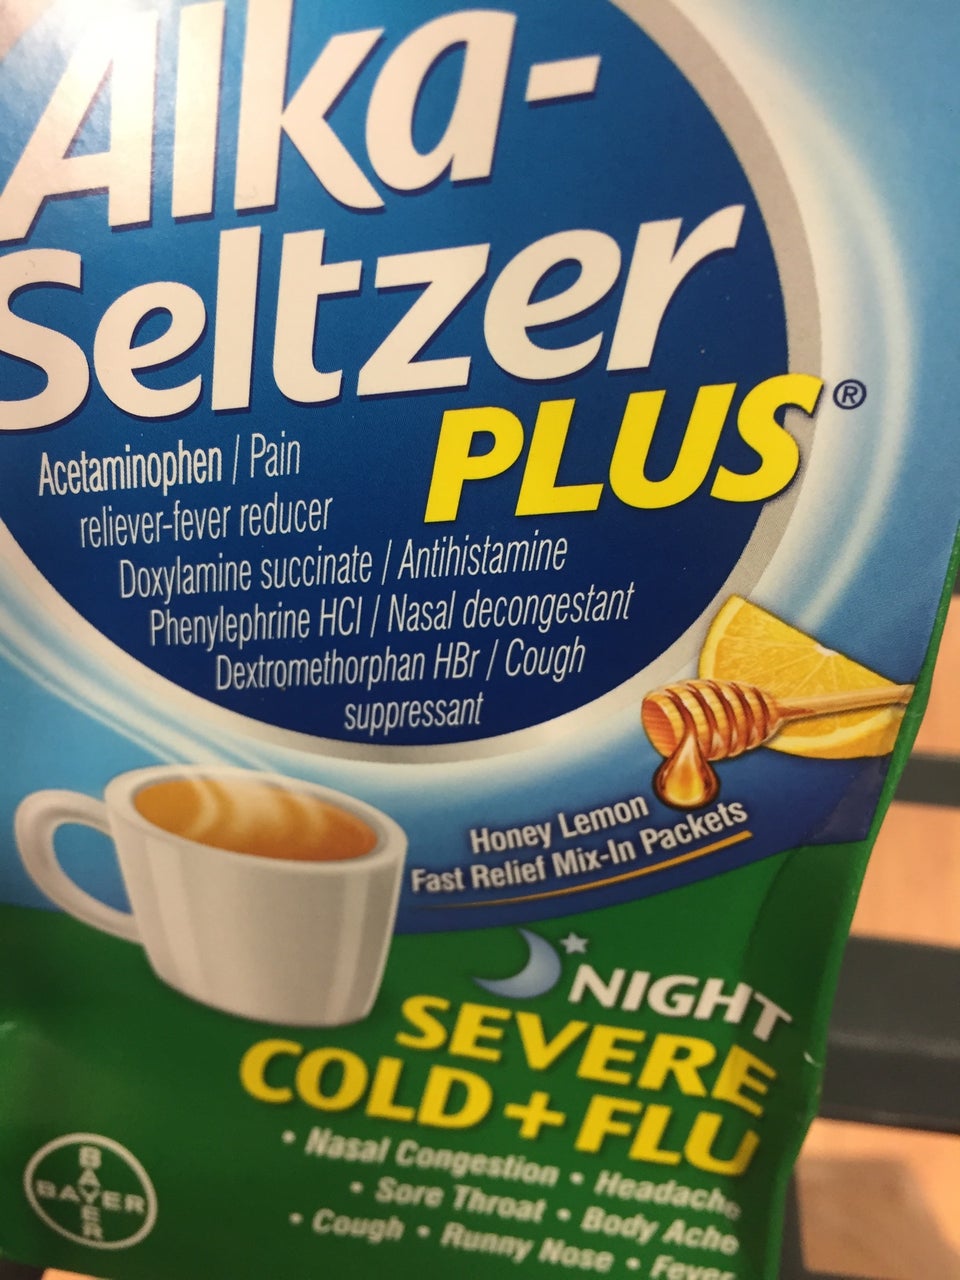 Alka-
Seltzer
PLUS®
Acetaminophen / Pain
reliever-fever reducer
Doxylamine succinate / Antihistamine
Phenylephrine HCl / Nasal decongestant
Dextromethorphan HBr / Cough
suppressant
Honey Lemon
Fast Relief Mix-In Packets
NIGHT
SEVERE
COLD + FLU
• Nasal Congestion • Headache
• Sore Throat • Body Ache
• Cough • Runny Nose • Fever
BAYER
BAYER